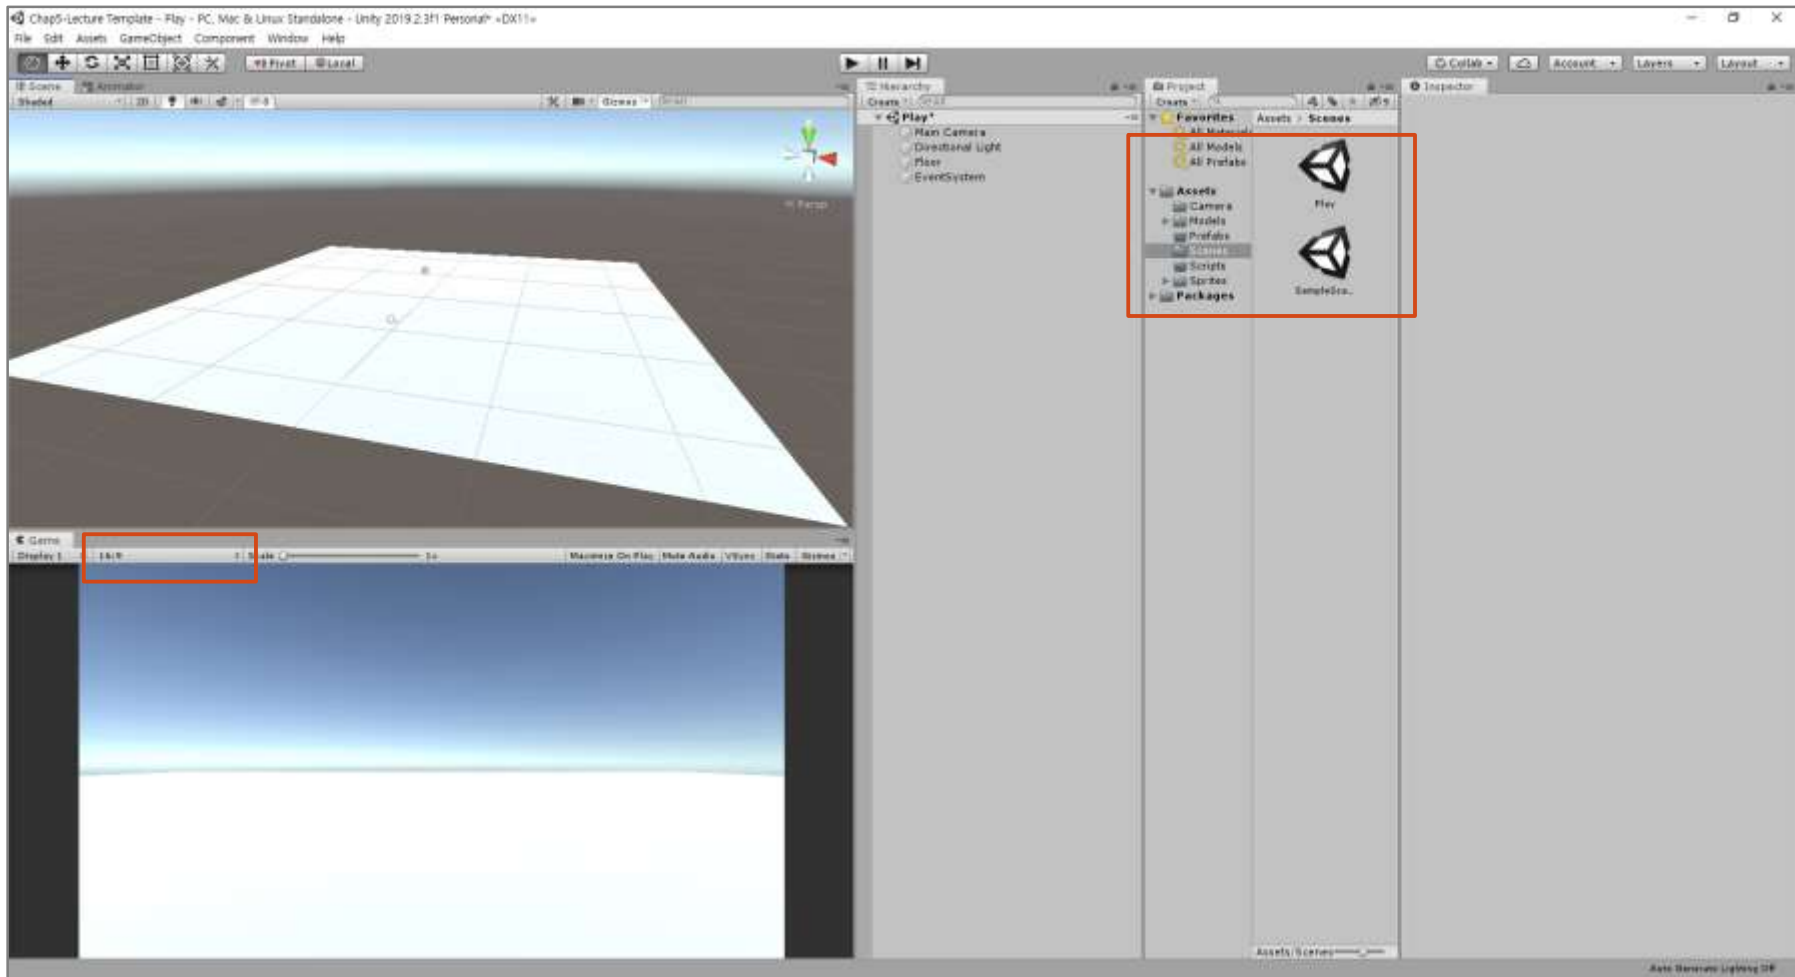 Chap5-Lecture Template - Play - PC, Mac & Linux Standalone - Unity 2019.2.3f1 Personal* <DX11>
File Edit Assets GameObject Component Window Help
Pivot Local
Collab Account Layers Layout
Scene Animator
Shaded 2D Gizmos
Persp
Game
Display 1 16:9 Scale 1x Maximize On Play Mute Audio VSync Stats Gizmos
Hierarchy
Create
Play*
Main Camera
Directional Light
Floor
EventSystem
Project
Create
Favorites
All Materials
All Models
All Prefabs
Assets
Camera
Models
Prefabs
Scenes
Scripts
Sprites
Packages
Assets Scenes
Play
SampleSce..
Assets/Scenes
Inspector
Auto Generate Lighting Off